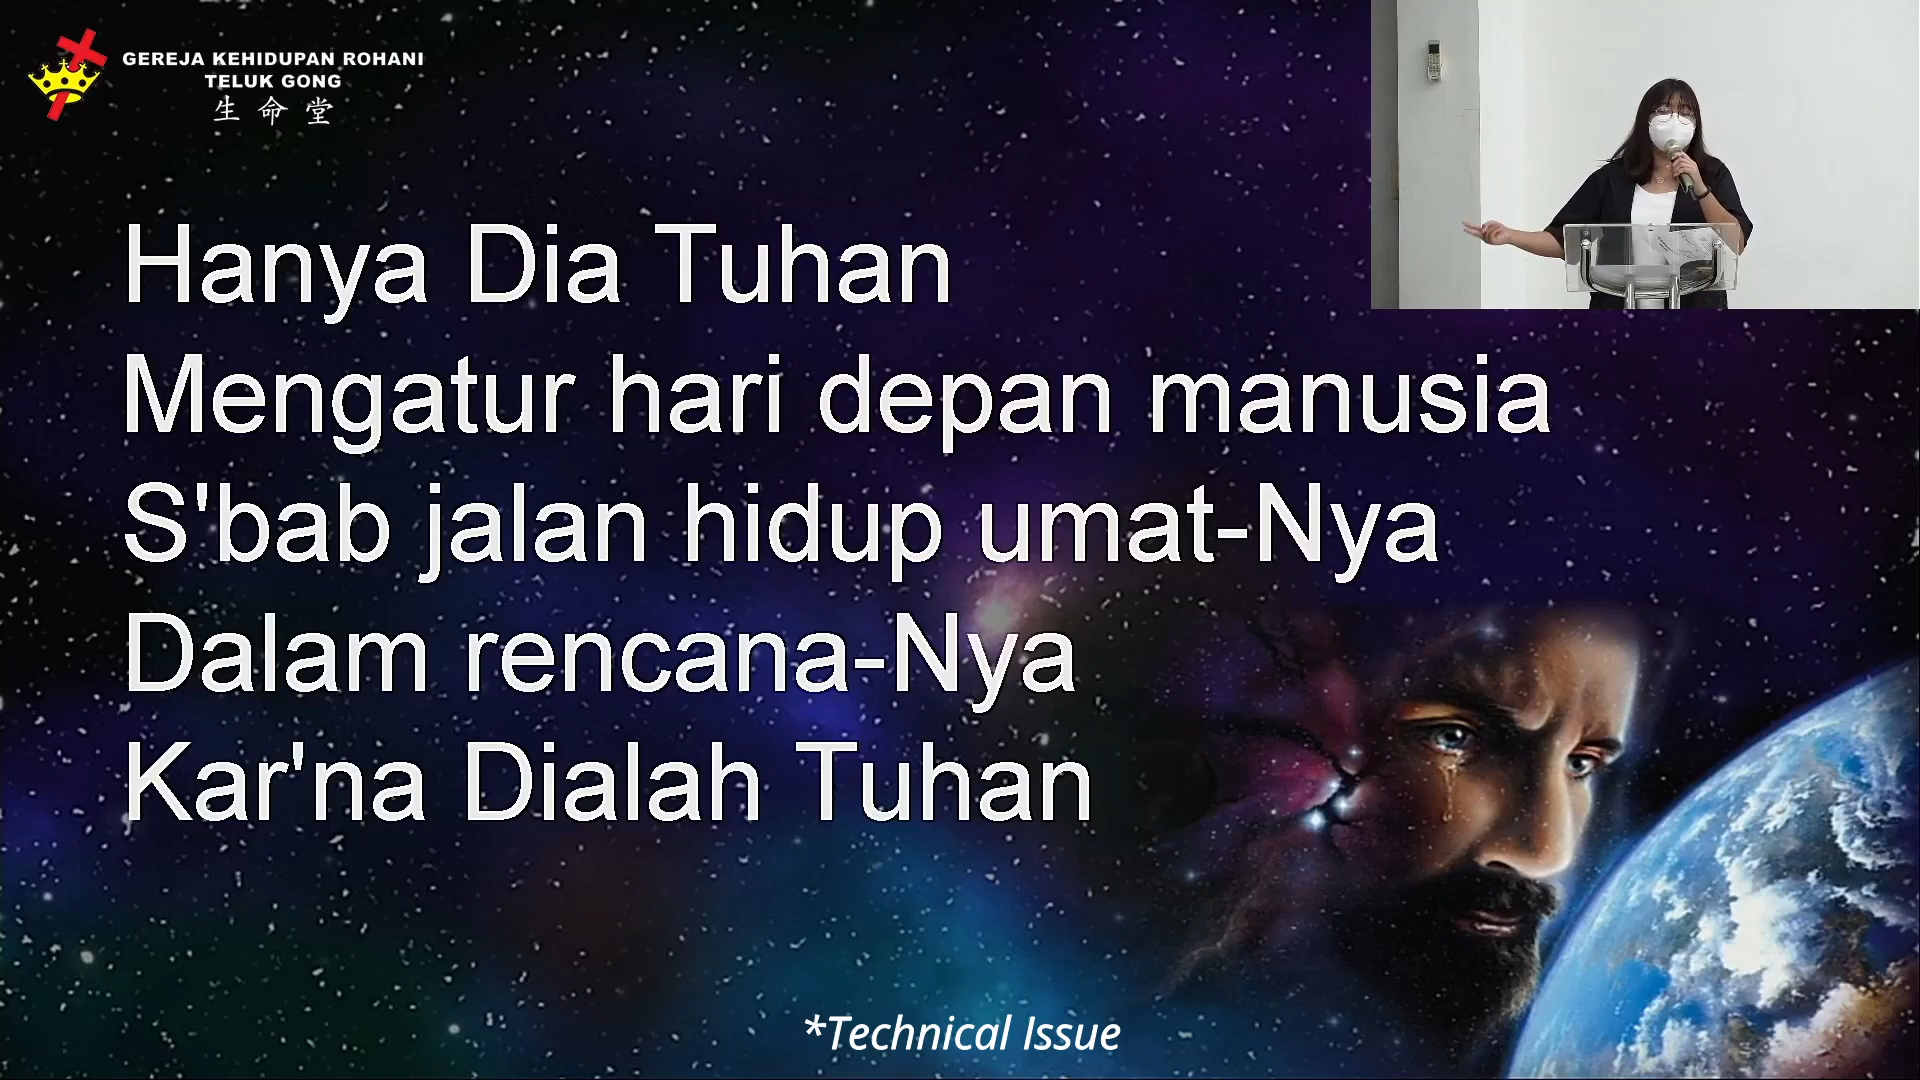 GEREJA KEHIDUPAN ROHANI
TELUK GONG
生命堂
Hanya Dia Tuhan
Mengatur hari depan manusia
S'bab jalan hidup umat-Nya
Dalam rencana-Nya
Kar'na Dialah Tuhan
*Technical Issue